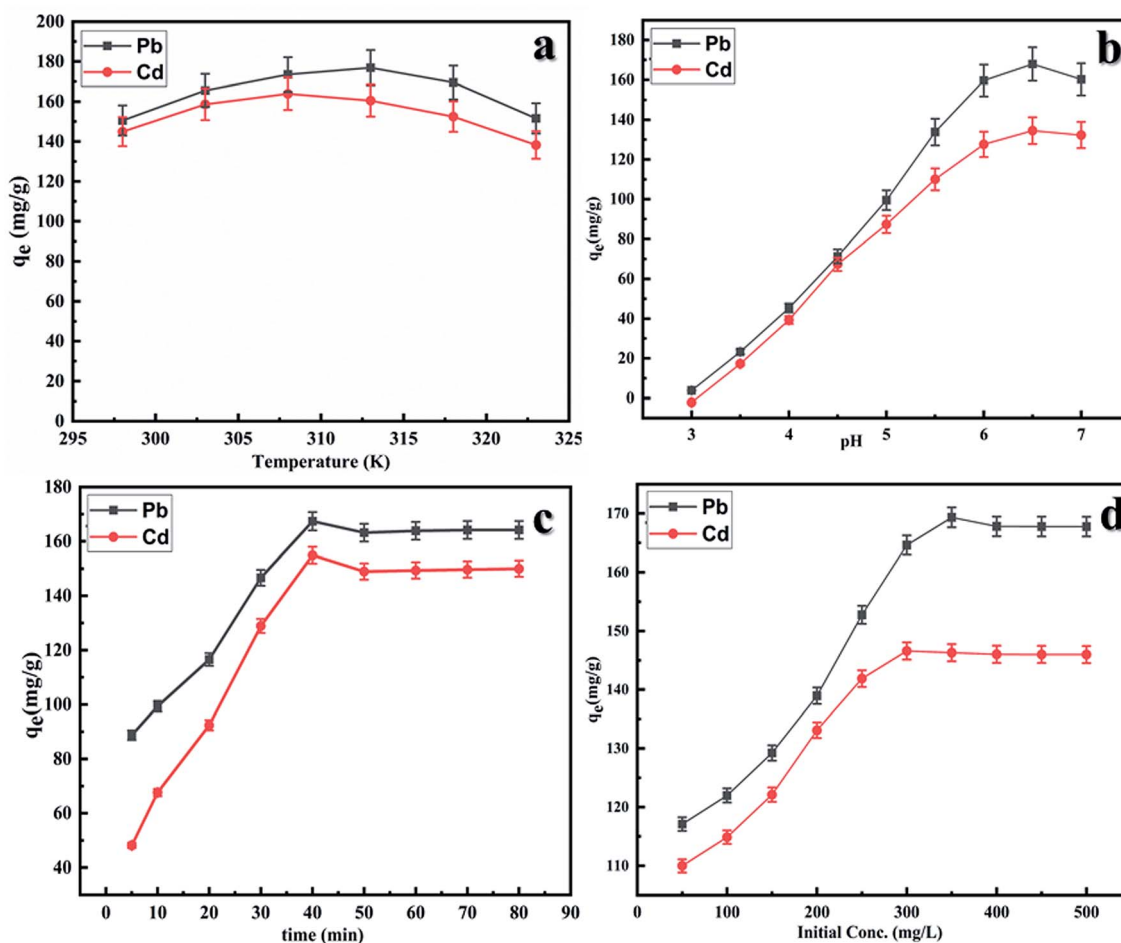 a
Pb
Cd
200
180
160
140
120
100
80
60
40
20
0
295 300 305 310 315 320 325
Temperature (K)
qe (mg/g)
b
Pb
Cd
180
160
140
120
100
80
60
40
20
0
3 4 5 6 7
pH
qe(mg/g)
c
Pb
Cd
180
160
140
120
100
80
60
40
0 10 20 30 40 50 60 70 80 90
time (min)
qe(mg/g)
d
Pb
Cd
170
160
150
140
130
120
110
0 100 200 300 400 500
Initial Conc. (mg/L)
qe(mg/g)